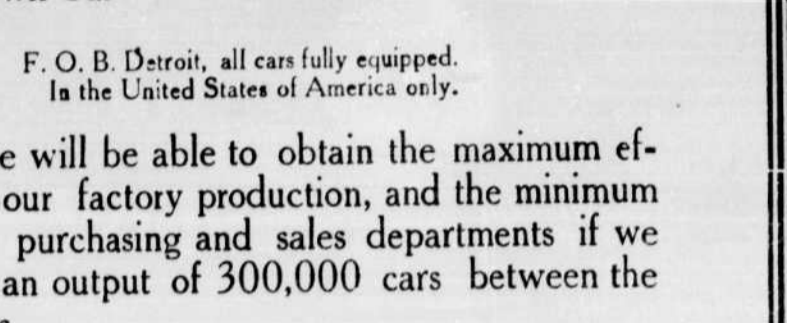 F. O. B. Detroit, all cars fully equipped.
In the United States of America only.
e will be able to obtain the maximum ef-
our factory production, and the minimum
purchasing and sales departments if we
an output of 300,000 cars between the